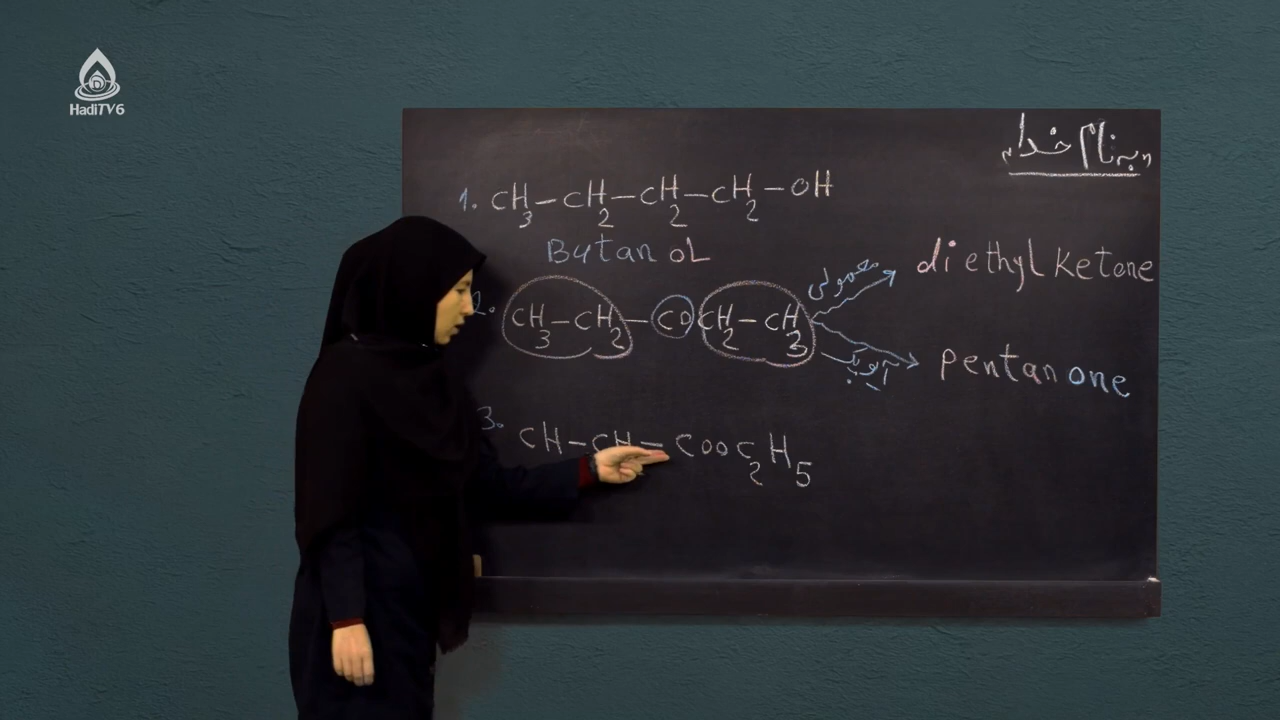 HadiTV6
"به نام خدا"
1. CH3-CH2-CH2-CH2-OH
ButanoL
2. CH3-CH2-CO CH2-CH3
معمولی
diethyl ketone
آیوپاک
pentanone
3. CH-CH-COOC2H5